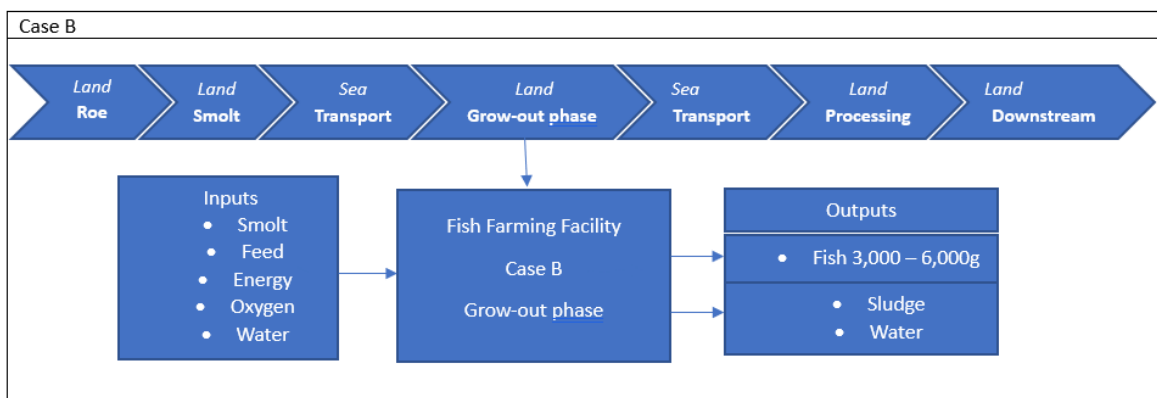 Case B
Land
Roe
Land
Smolt
Sea
Transport
Land
Grow-out phase
Sea
Transport
Land
Processing
Land
Downstream
Inputs
• Smolt
• Feed
• Energy
• Oxygen
• Water
Fish Farming Facility
Case B
Grow-out phase
Outputs
• Fish 3,000 – 6,000g
• Sludge
• Water